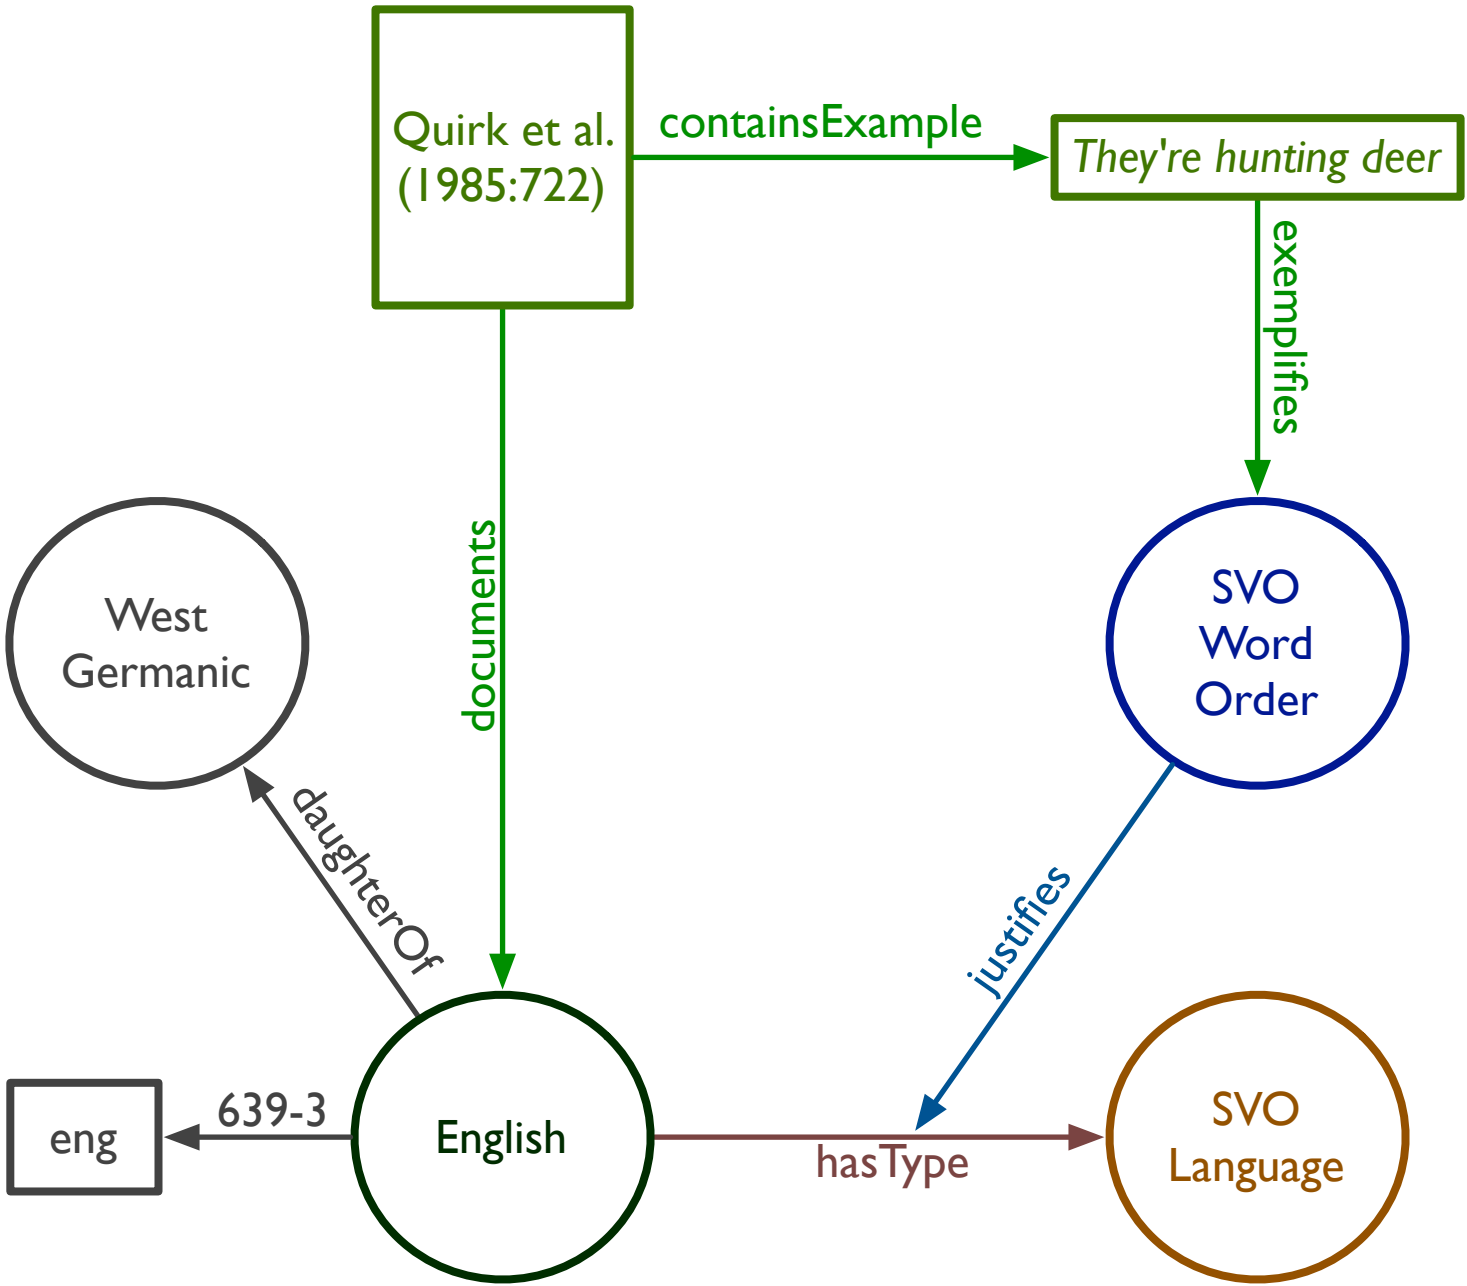 Quirk et al.
(1985:722)
containsExample
They're hunting deer
exemplifies
documents
West
Germanic
SVO
Word
Order
daughterOf
justifies
eng
639-3
English
hasType
SVO
Language